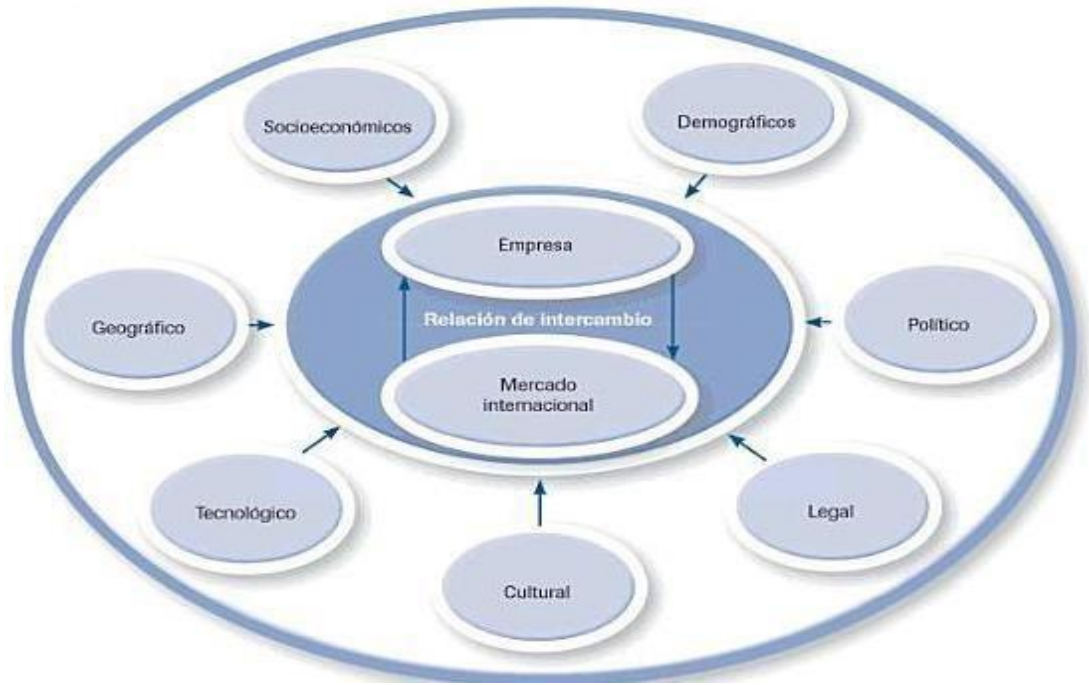 Socioeconómicos
Demográficos
Empresa
Geográfico
Relación de intercambio
Político
Mercado
internacional
Tecnológico
Legal
Cultural